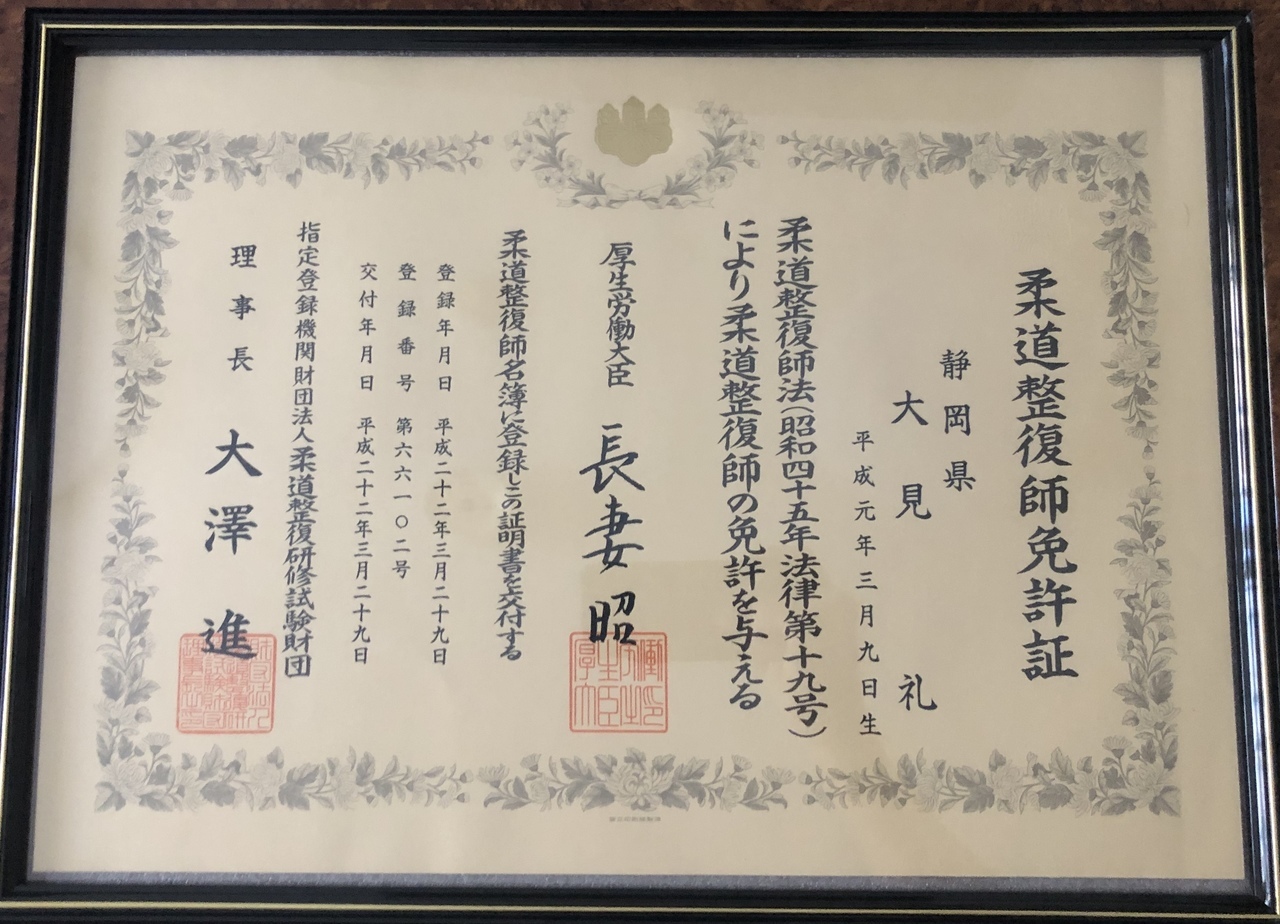 柔道整復師免許証
静岡県
大見礼
平成元年三月九日生
柔道整復師法(昭和四十五年法律第十九号)
により柔道整復師の免許を与える
厚生労働大臣 長妻昭
柔道整復師名簿に登録しこの証明書を交付する
登録年月日 平成二十二年三月二十九日
登録番号 第六六一〇二号
交付年月日 平成二十二年三月二十九日
指定登録機関 財団法人柔道整復研修試験財団
理事長 大澤進